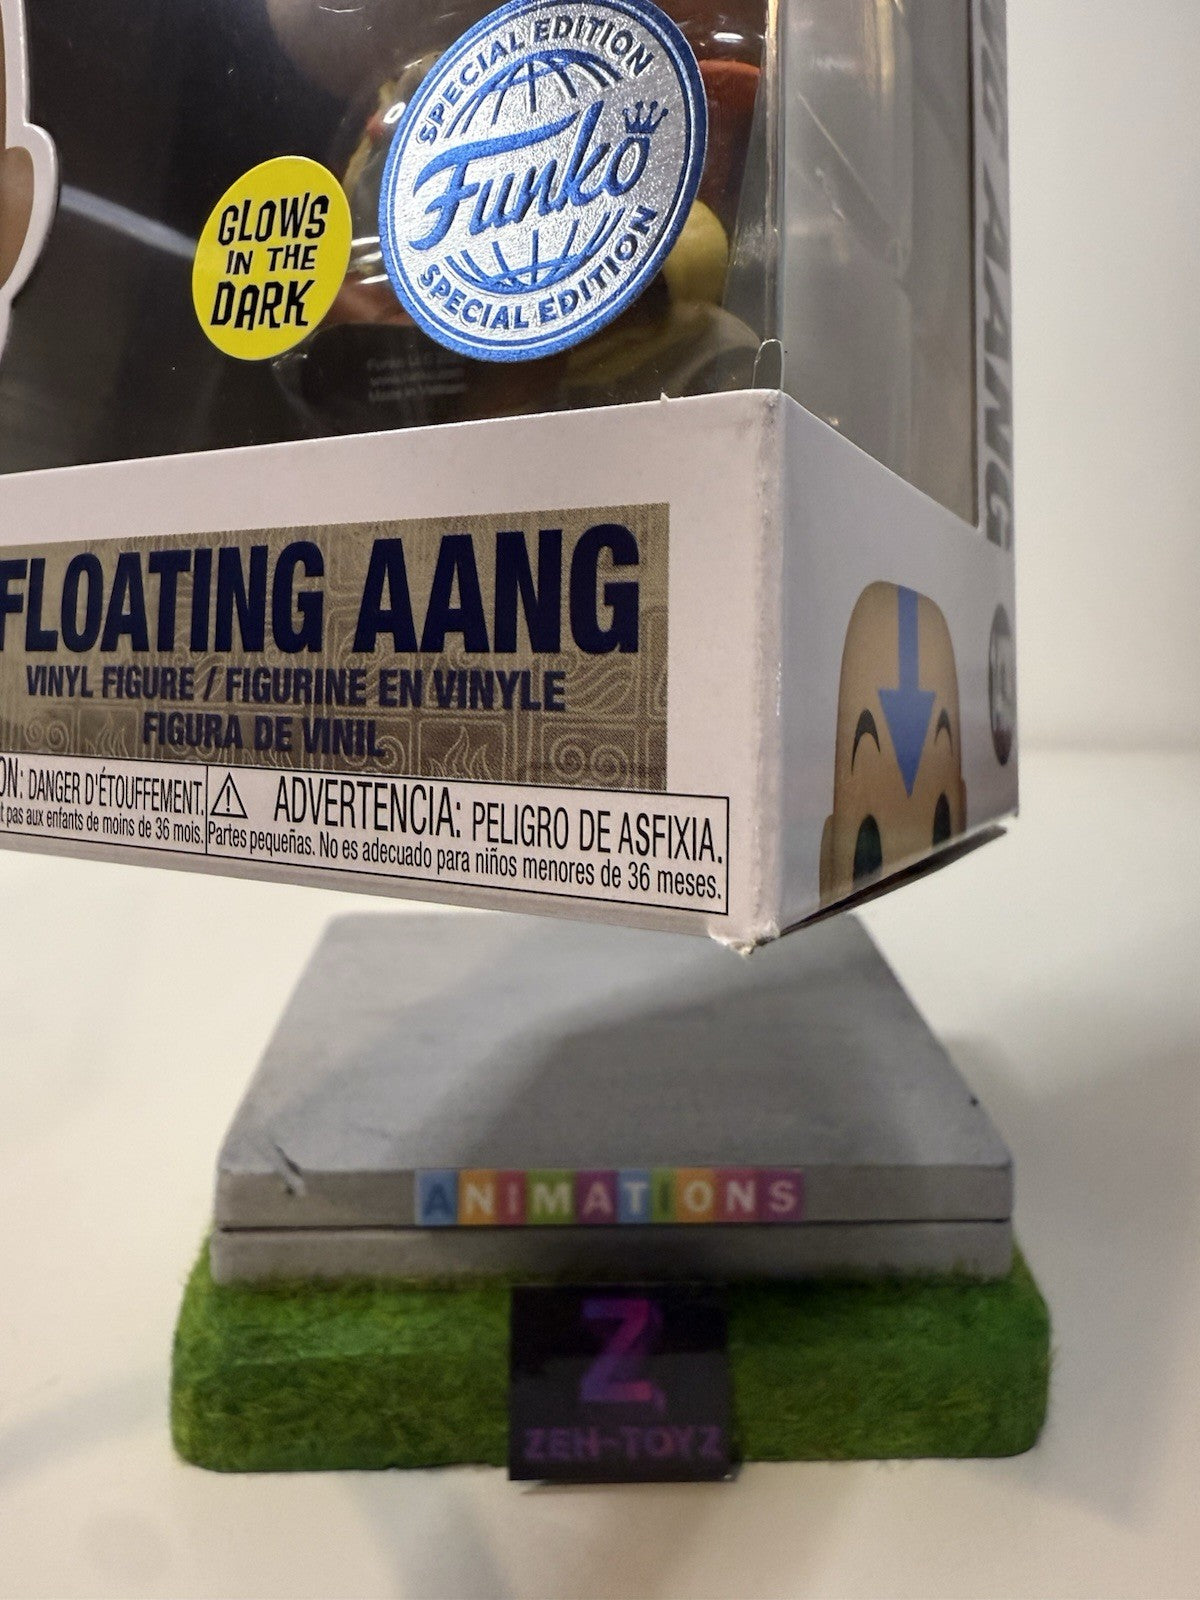 SPECIAL EDITION
Funko
SPECIAL EDITION
GLOWS
IN THE
DARK
FLOATING AANG
VINYL FIGURE / FIGURINE EN VINYLE
FIGURA DE VINIL
ON: DANGER D'ÉTOUFFEMENT.
t pas aux enfants de moins de 36 mois.
ADVERTENCIA: PELIGRO DE ASFIXIA.
Partes pequeñas. No es adecuado para niños menores de 36 meses.
AANG
ANIMATIONS
Z
ZEN-TOYZ